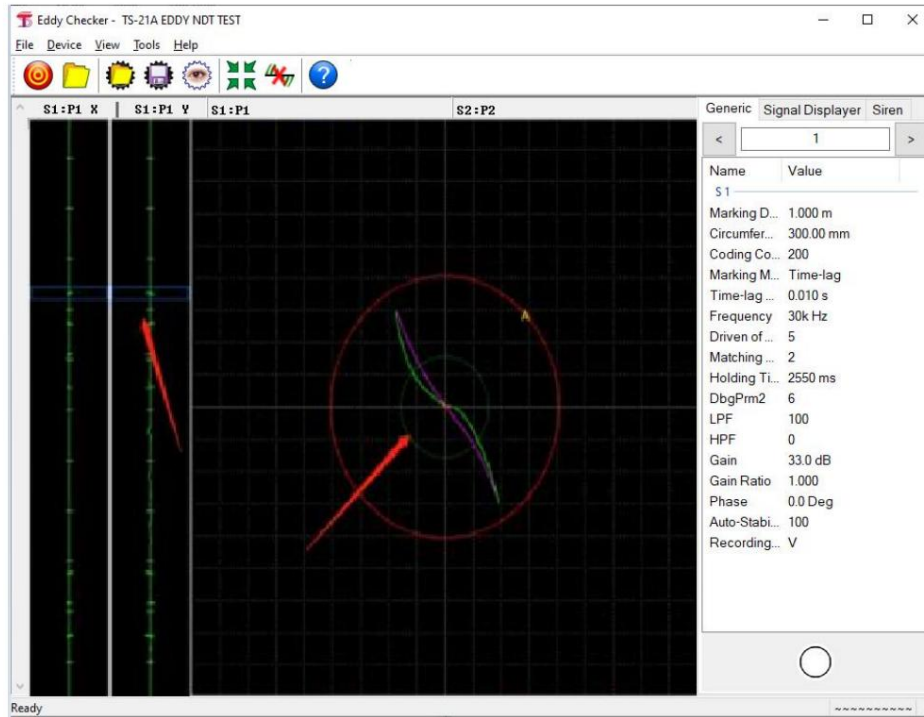 Eddy Checker - TS-21A EDDY NDT TEST
File Device View Tools Help
S1:P1 X S1:P1 Y S1:P1 S2:P2
A
Generic Signal Displayer Siren
< 1 >
Name Value
S 1
Marking D... 1.000 m
Circumfer... 300.00 mm
Coding Co... 200
Marking M... Time-lag
Time-lag ... 0.010 s
Frequency 30k Hz
Driven of ... 5
Matching ... 2
Holding Ti... 2550 ms
DbgPrm2 6
LPF 100
HPF 0
Gain 33.0 dB
Gain Ratio 1.000
Phase 0.0 Deg
Auto-Stabi... 100
Recording... V
Ready ~~~~~~~~~~